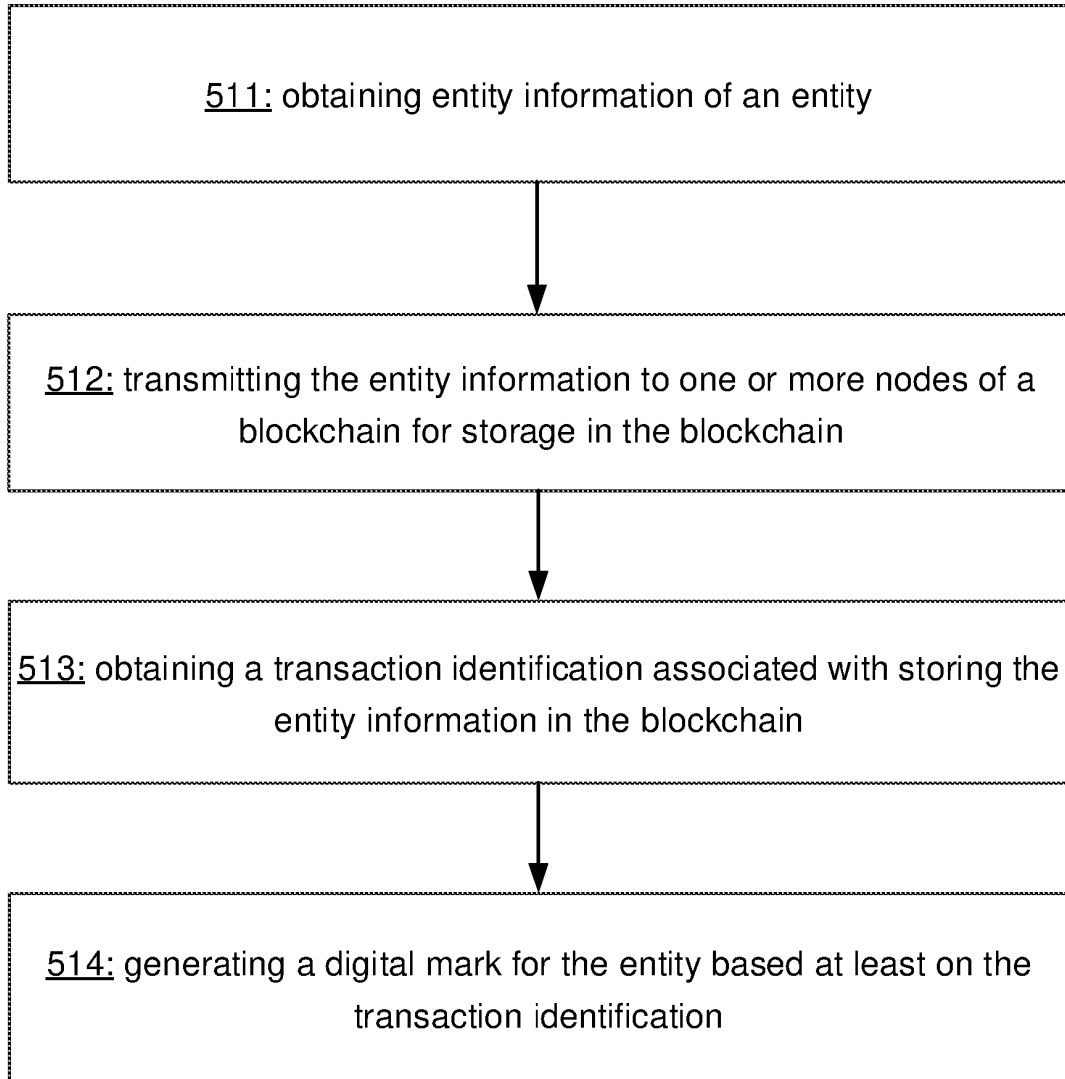 511: obtaining entity information of an entity
512: transmitting the entity information to one or more nodes of a
blockchain for storage in the blockchain
513: obtaining a transaction identification associated with storing the
entity information in the blockchain
514: generating a digital mark for the entity based at least on the
transaction identification